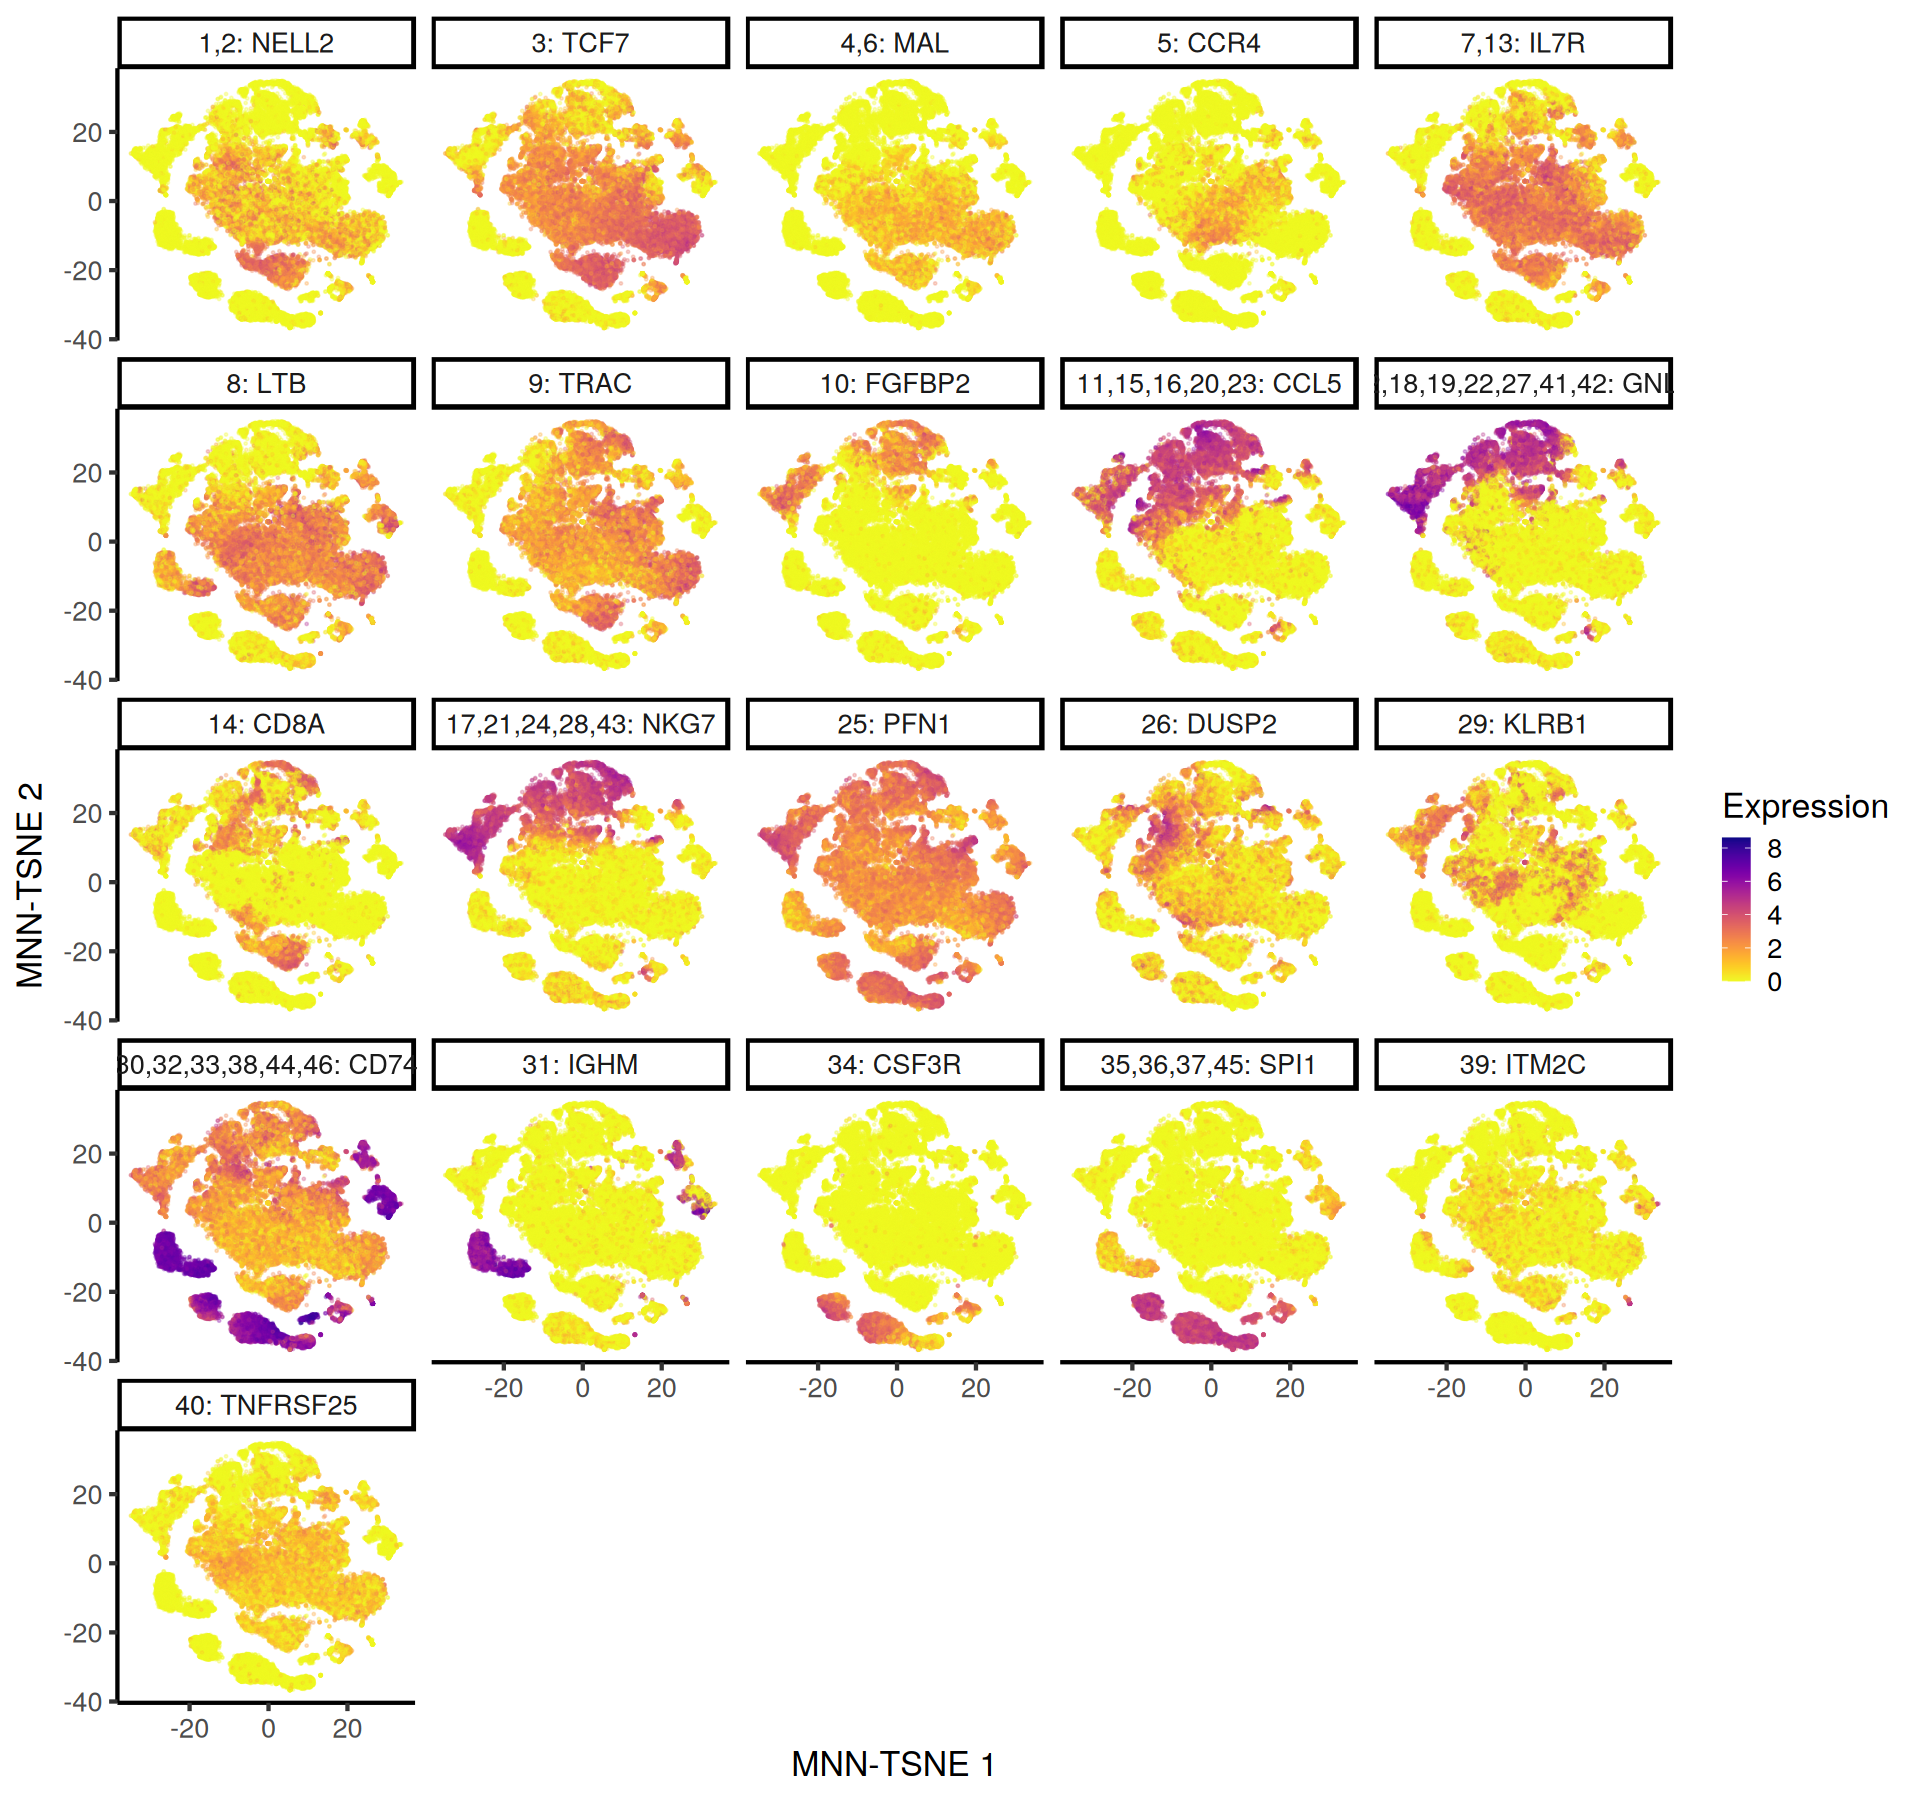 1,2: NELL2
3: TCF7
4,6: MAL
5: CCR4
7,13: IL7R
20
0
-20
-40
8: LTB
9: TRAC
10: FGFBP2
11,15,16,20,23: CCL5
,18,19,22,27,41,42: GNL
20
0
-20
-40
14: CD8A
17,21,24,28,43: NKG7
25: PFN1
26: DUSP2
29: KLRB1
20
0
-20
-40
30,32,33,38,44,46: CD74
31: IGHM
34: CSF3R
35,36,37,45: SPI1
39: ITM2C
20
0
-20
-40
-20 0 20
-20 0 20
-20 0 20
-20 0 20
40: TNFRSF25
20
0
-20
-40
-20 0 20
MNN-TSNE 1
MNN-TSNE 2
Expression
8
6
4
2
0